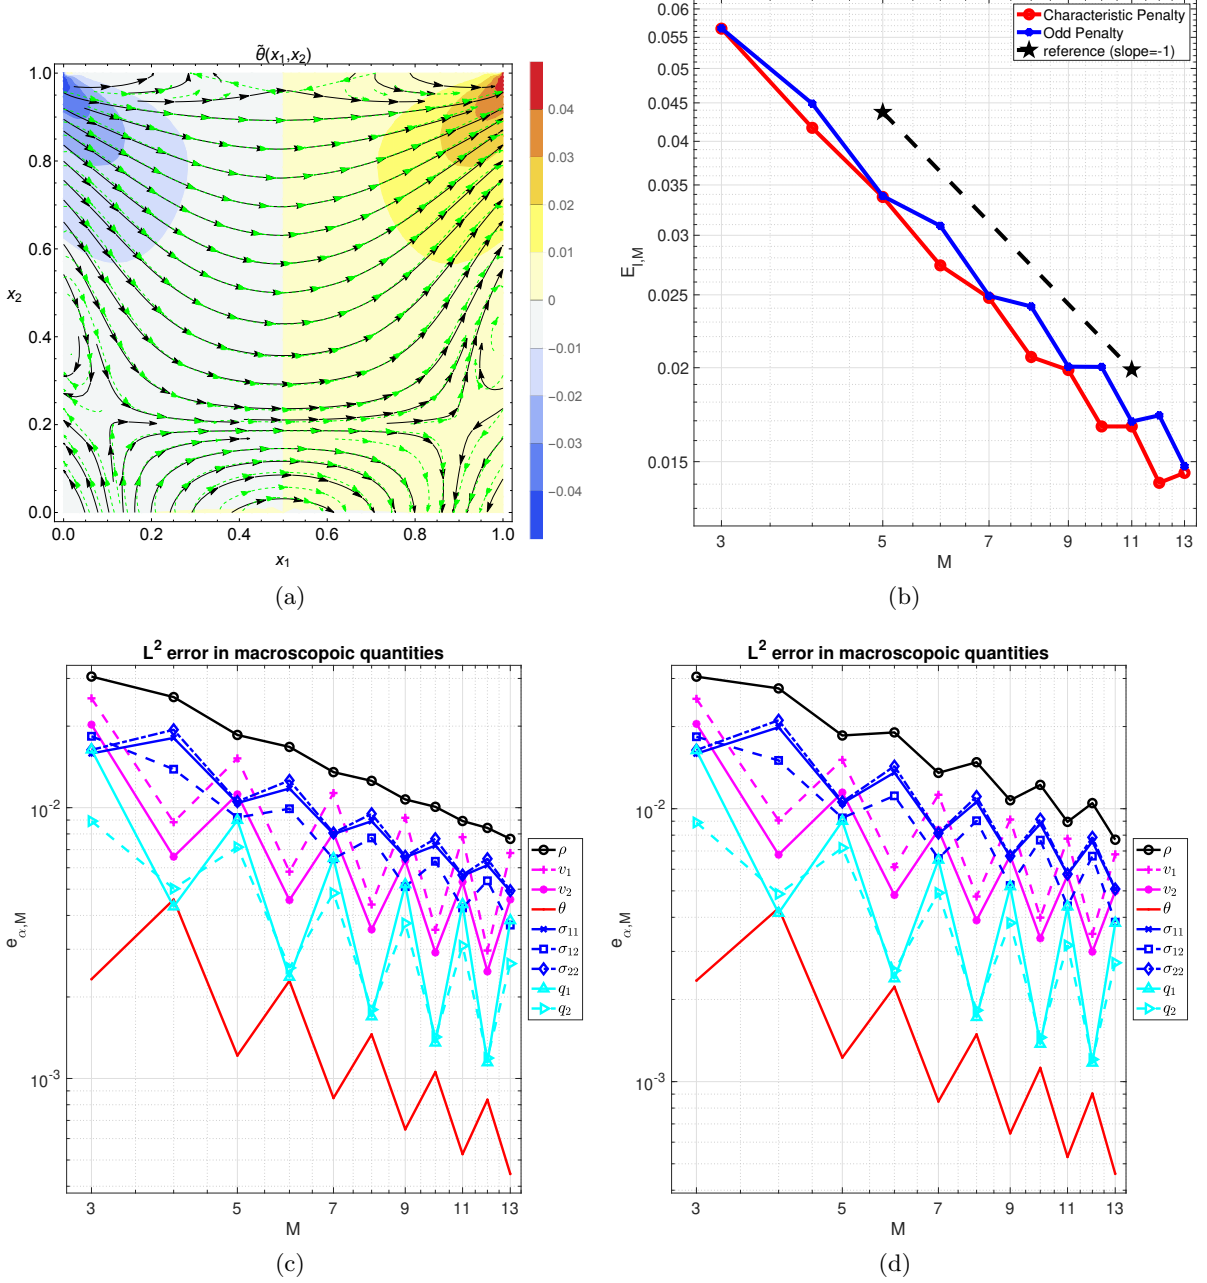 θ̃(x₁,x₂)
1.0
0.8
0.6
x₂
0.4
0.2
0.0
0.0 0.2 0.4 0.6 0.8 1.0
x₁
0.04
0.03
0.02
0.01
0
−0.01
−0.02
−0.03
−0.04
(a)
0.06
0.055
0.05
0.045
0.04
0.035
0.03
0.025
0.02
0.015
E_{I,M}
Characteristic Penalty
Odd Penalty
reference (slope=-1)
3 5 7 9 11 13
M
(b)
L² error in macroscopoic quantities
10⁻²
10⁻³
e_{α,M}
3 5 7 9 11 13
M
ρ
v₁
v₂
θ
σ₁₁
σ₁₂
σ₂₂
q₁
q₂
(c)
L² error in macroscopoic quantities
10⁻²
10⁻³
e_{α,M}
3 5 7 9 11 13
M
ρ
v₁
v₂
θ
σ₁₁
σ₁₂
σ₂₂
q₁
q₂
(d)